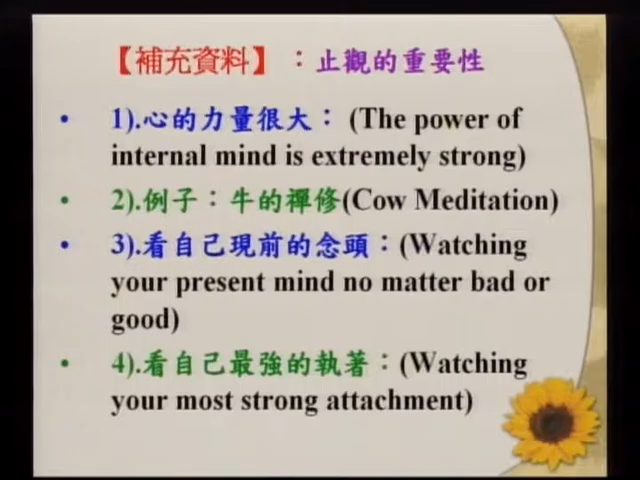 【補充資料】：止觀的重要性
• 1).心的力量很大： (The power of
internal mind is extremely strong)
• 2).例子：牛的禪修(Cow Meditation)
• 3).看自己現前的念頭：(Watching
your present mind no matter bad or
good)
• 4).看自己最強的執著：(Watching
your most strong attachment)